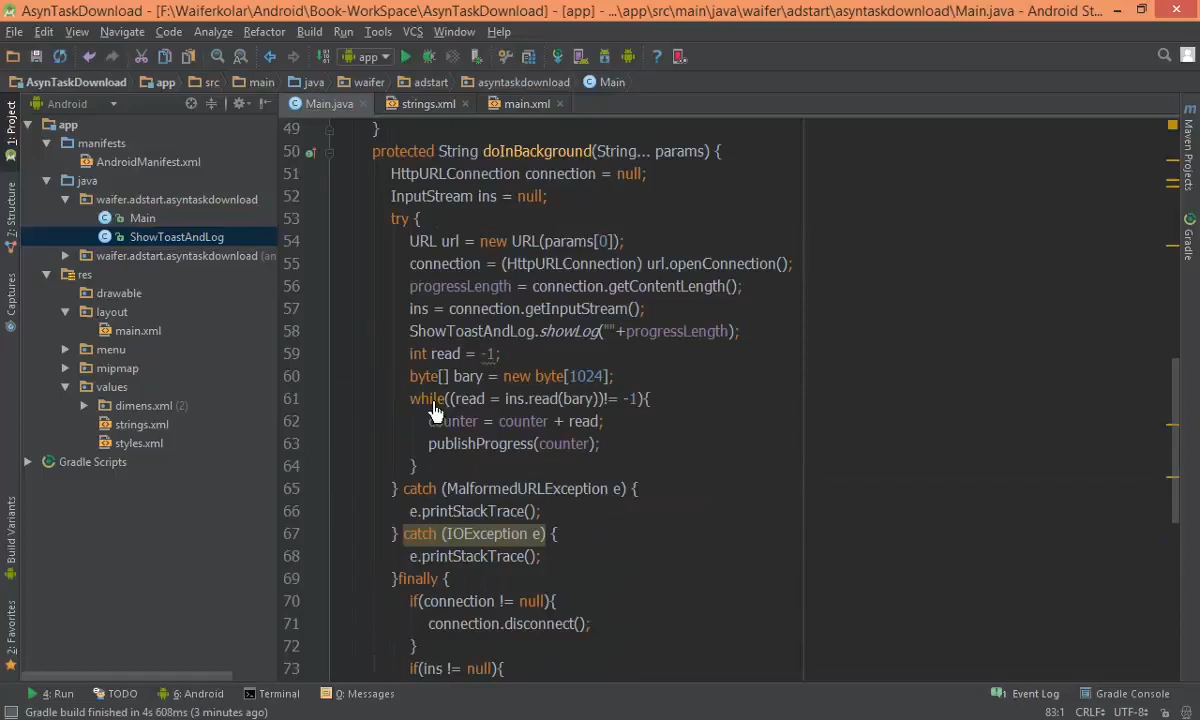 AsynTaskDownload - [F:\Waiferkolar\Android\Book-WorkSpace\AsynTaskDownload] - [app] - ...\app\src\main\java\waifer\adstart\asyntaskdownload\Main.java - Android St...
File Edit View Navigate Code Analyze Refactor Build Run Tools VCS Window Help
app
AsynTaskDownload app src main java waifer adstart asyntaskdownload Main
Android Main.java strings.xml main.xml
1: Project
Structure
Captures
Build Variants
2: Favorites
app
manifests
AndroidManifest.xml
java
waifer.adstart.asyntaskdownload
Main
ShowToastAndLog
waifer.adstart.asyntaskdownload (an
res
drawable
layout
main.xml
menu
mipmap
values
dimens.xml (2)
strings.xml
styles.xml
Gradle Scripts
49 }
50 protected String doInBackground(String... params) {
51 HttpURLConnection connection = null;
52 InputStream ins = null;
53 try {
54 URL url = new URL(params[0]);
55 connection = (HttpURLConnection) url.openConnection();
56 progressLength = connection.getContentLength();
57 ins = connection.getInputStream();
58 ShowToastAndLog.showLog(""+progressLength);
59 int read = -1;
60 byte[] bary = new byte[1024];
61 while((read = ins.read(bary))!= -1){
62 counter = counter + read;
63 publishProgress(counter);
64 }
65 } catch (MalformedURLException e) {
66 e.printStackTrace();
67 } catch (IOException e) {
68 e.printStackTrace();
69 }finally {
70 if(connection != null){
71 connection.disconnect();
72 }
73 if(ins != null){
Maven Projects
Gradle
4: Run TODO 6: Android Terminal 0: Messages Event Log Gradle Console
Gradle build finished in 4s 608ms (3 minutes ago) 83:1 CRLF UTF-8